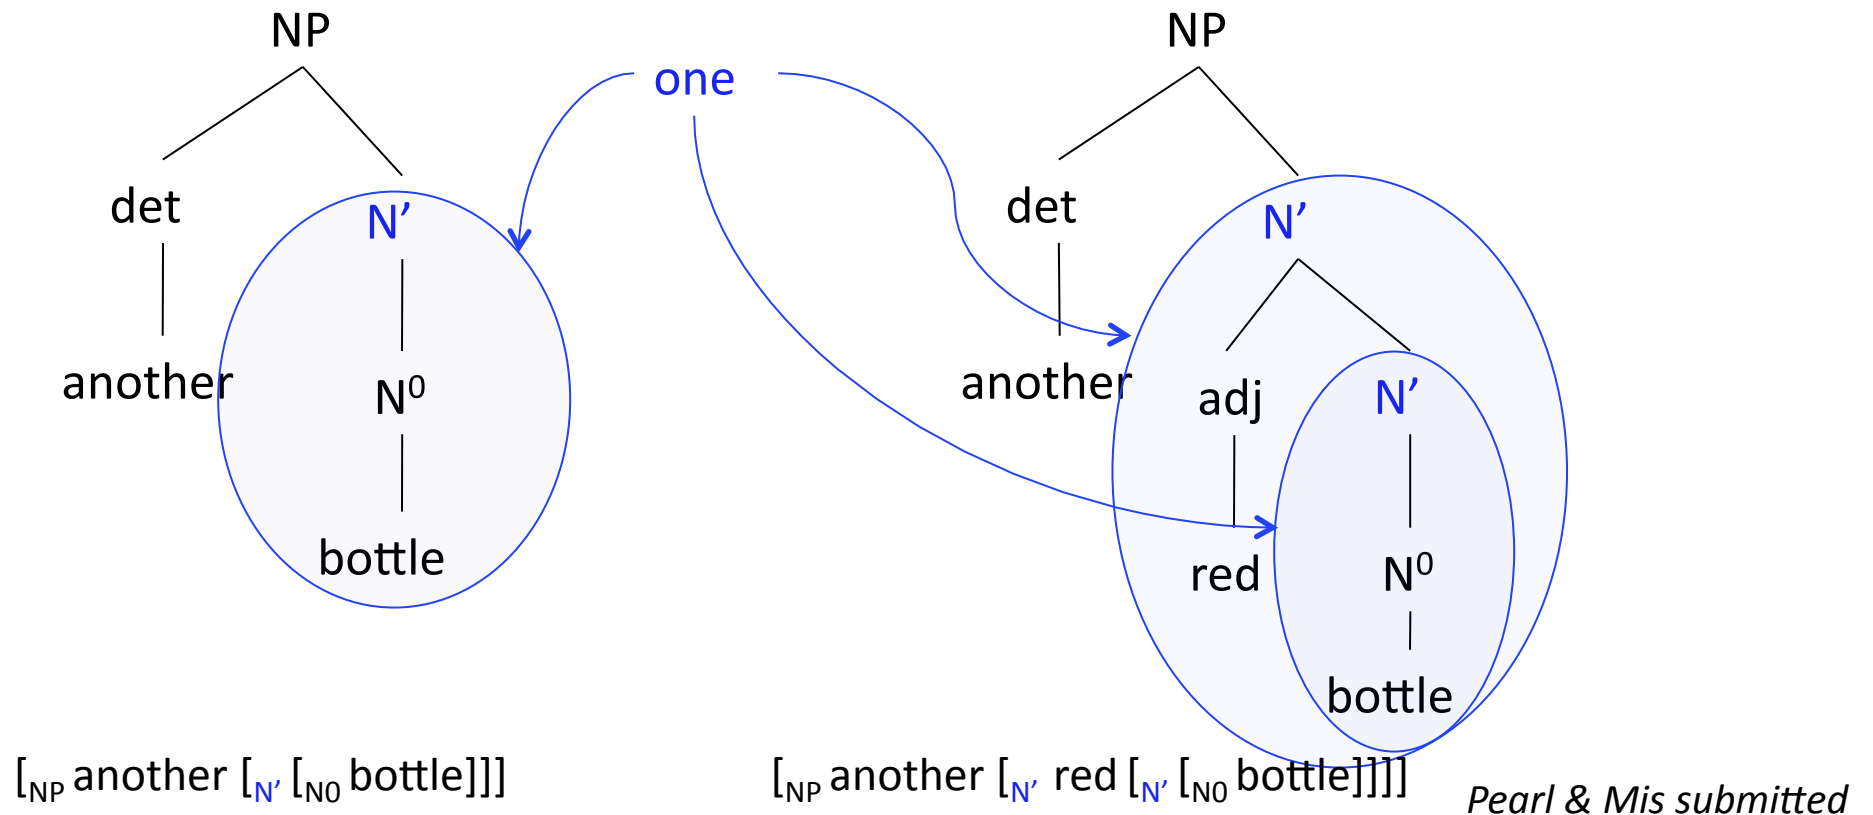 NP
one
det
N’
another
N⁰
bottle
NP
det
N’
another
adj
N’
red
N⁰
bottle
[NP another [N’ [N0 bottle]]]
[NP another [N’ red [N’ [N0 bottle]]]]
Pearl & Mis submitted